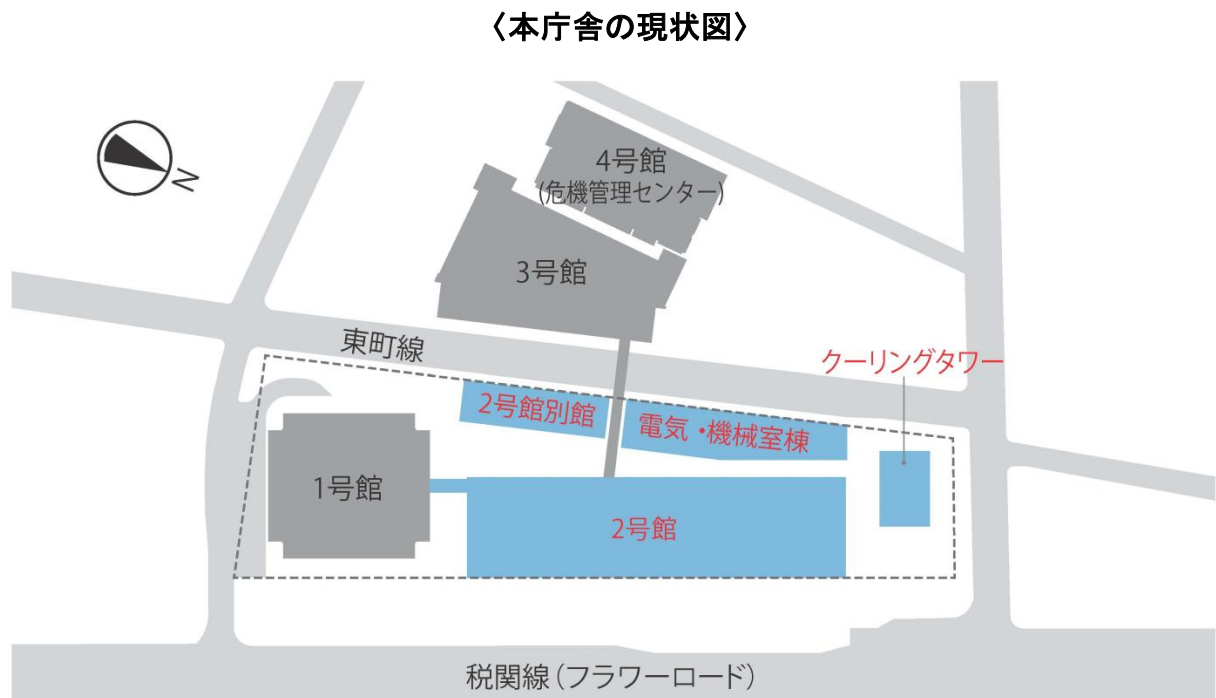 〈本庁舎の現状図〉
N
4号館
(危機管理センター)
3号館
東町線
クーリングタワー
2号館別館
電気・機械室棟
1号館
2号館
税関線(フラワーロード)